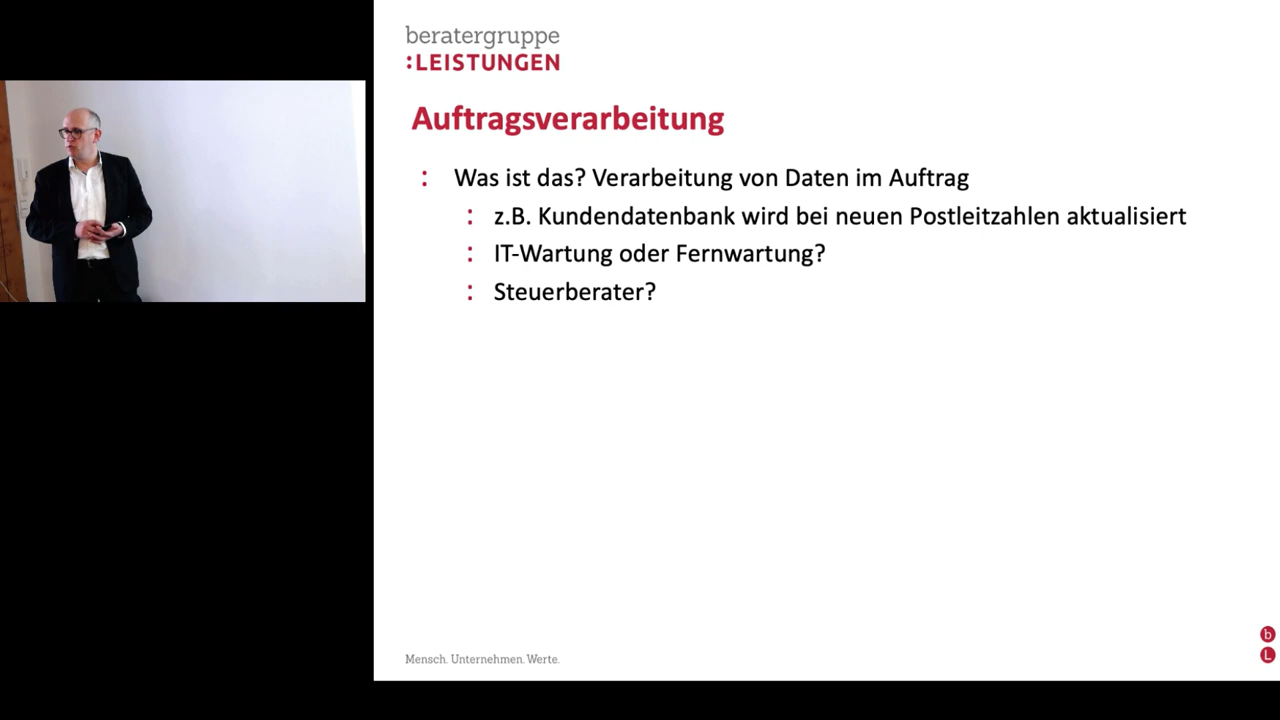 beratergruppe
:LEISTUNGEN
Auftragsverarbeitung
: Was ist das? Verarbeitung von Daten im Auftrag
: z.B. Kundendatenbank wird bei neuen Postleitzahlen aktualisiert
: IT-Wartung oder Fernwartung?
: Steuerberater?
Mensch. Unternehmen. Werte.
b
L